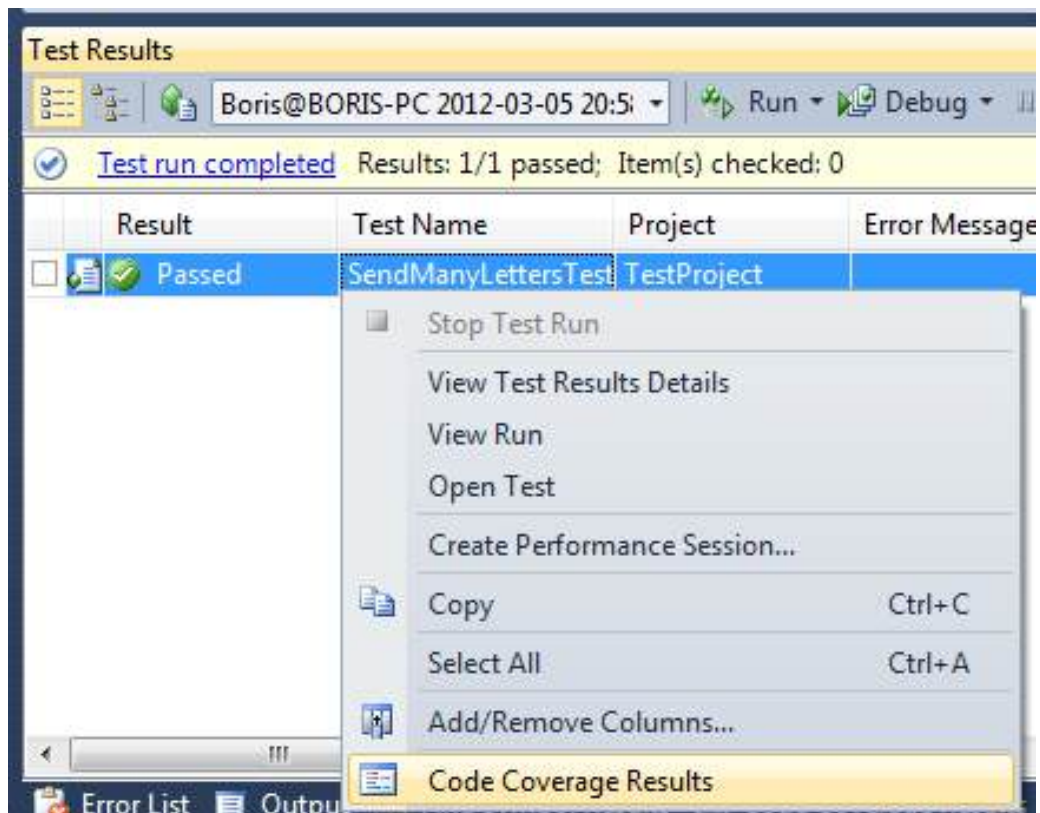 Test Results
Boris@BORIS-PC 2012-03-05 20:5 Run Debug
Test run completed Results: 1/1 passed; Item(s) checked: 0
Result Test Name Project Error Message
Passed SendManyLettersTest TestProject
Stop Test Run
View Test Results Details
View Run
Open Test
Create Performance Session...
Copy Ctrl+C
Select All Ctrl+A
Add/Remove Columns...
Code Coverage Results
Error List Outpu